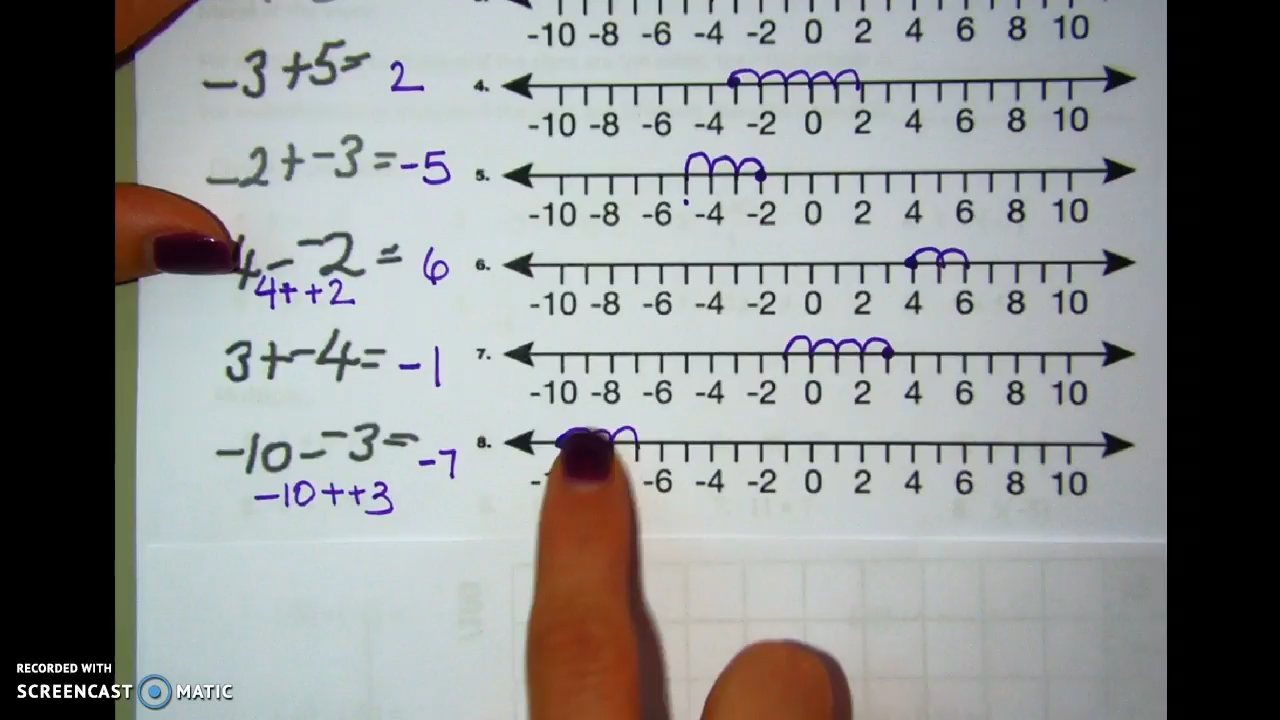 -10 -8 -6 -4 -2 0 2 4 6 8 10
-3+5= 2
4.
-10 -8 -6 -4 -2 0 2 4 6 8 10
-2+-3=-5
5.
-10 -8 -6 -4 -2 0 2 4 6 8 10
4--2= 6
4++2
6.
-10 -8 -6 -4 -2 0 2 4 6 8 10
3+-4=-1
7.
-10 -8 -6 -4 -2 0 2 4 6 8 10
-10--3=-7
-10++3
8.
-6 -4 -2 0 2 4 6 8 10
RECORDED WITH
SCREENCAST MATIC